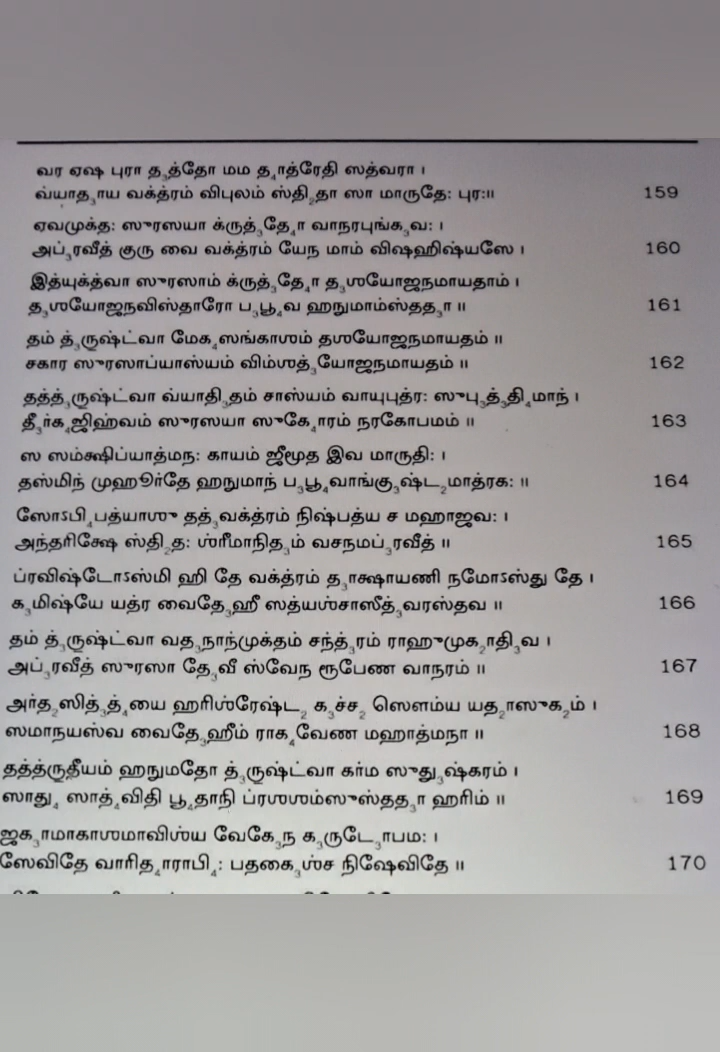 வர ஏஷ புரா த₃த்தோ மம தா₄த்ரேதி ஸத்வரா ।
வ்யாதா₃ய வக்த்ரம் விபுலம் ஸ்தி₂தா ஸா மாருதே: புர:॥ 159
ஏவமுக்த: ஸுரஸயா க்ருத்₃தோ₄ வாநரபுங்க₃வ: ।
அப்₃ரவீத் குரு வை வக்த்ரம் யேந மாம் விஷஹிஷ்யஸே । 160
இத்யுக்த்வா ஸுரஸாம் க்ருத்₃தோ₄ த₃ஶயோஜநமாயதாம் ।
த₃ஶயோஜநவிஸ்தாரோ ப₃பூ₄வ ஹநுமாம்ஸ்ததா₃ ॥ 161
தம் த்₃ருஷ்ட்வா மேக₄ஸங்காஶம் தஶயோஜநமாயதம் ॥
சகார ஸுரஸாப்யாஸ்யம் விம்ஶத்₃யோஜநமாயதம் ॥ 162
தத்த்₃ருஷ்ட்வா வ்யாதி₃தம் சாஸ்யம் வாயுபுத்ர: ஸுபு₃த்₃தி₄மாந் ।
தீ₃ர்க₄ஜிஹ்வம் ஸுரஸயா ஸுகோ₄ரம் நரகோபமம் ॥ 163
ஸ ஸம்க்ஷிப்யாத்மந: காயம் ஜீமூத இவ மாருதி: ।
தஸ்மிந் முஹூர்தே ஹநுமாந் ப₃பூ₄வாங்கு₃ஷ்ட₂மாத்ரக: ॥ 164
ஸோऽபி₄பத்யாஶு தத்₃வக்த்ரம் நிஷ்பத்ய ச மஹாஜவ: ।
அந்தரிக்ஷே ஸ்தி₂த: ஶ்ரீமாநித₃ம் வசநமப்₃ரவீத் ॥ 165
ப்ரவிஷ்டோऽஸ்மி ஹி தே வக்த்ரம் தா₃க்ஷாயணி நமோऽஸ்து தே ।
க₃மிஷ்யே யத்ர வைதே₃ஹீ ஸத்யஶ்சாஸீத்₃வரஸ்தவ ॥ 166
தம் த்₃ருஷ்ட்வா வத₃நாந்முக்தம் சந்த்₃ரம் ராஹுமுகா₂தி₃வ ।
அப்₃ரவீத் ஸுரஸா தே₃வீ ஸ்வேந ரூபேண வாநரம் ॥ 167
அர்த₂ஸித்₃த்₄யை ஹரிஶ்ரேஷ்ட₂ க₃ச்ச₂ ஸௌம்ய யதா₂ஸுக₂ம் ।
ஸமாநயஸ்வ வைதே₃ஹீம் ராக₄வேண மஹாத்மநா ॥ 168
தத்த்ருதீயம் ஹநுமதோ த்₃ருஷ்ட்வா கர்ம ஸுது₃ஷ்கரம் ।
ஸாது₄ ஸாத்₄விதி பூ₄தாநி ப்ரஶஶம்ஸுஸ்ததா₃ ஹரிம் ॥ 169
ஜகா₃மாகாஶமாவிஶ்ய வேகே₃ந க₃ருடோ₃பம: ।
ஸேவிதே வாரிதா₄ராபி₄: பதகை₃ஶ்ச நிஷேவிதே ॥ 170